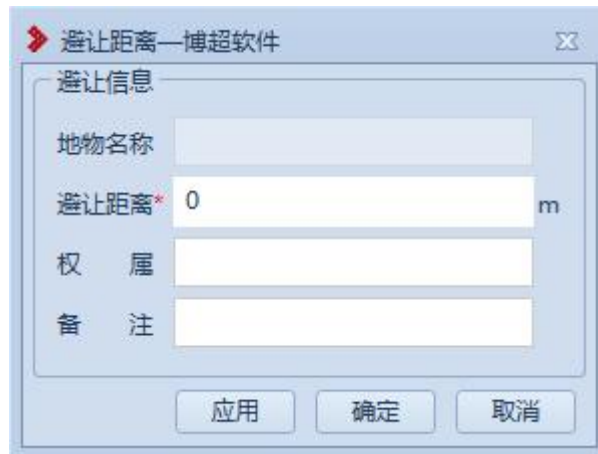 避让距离—博超软件
避让信息
地物名称
避让距离* 0 m
权 属
备 注
应用 确定 取消